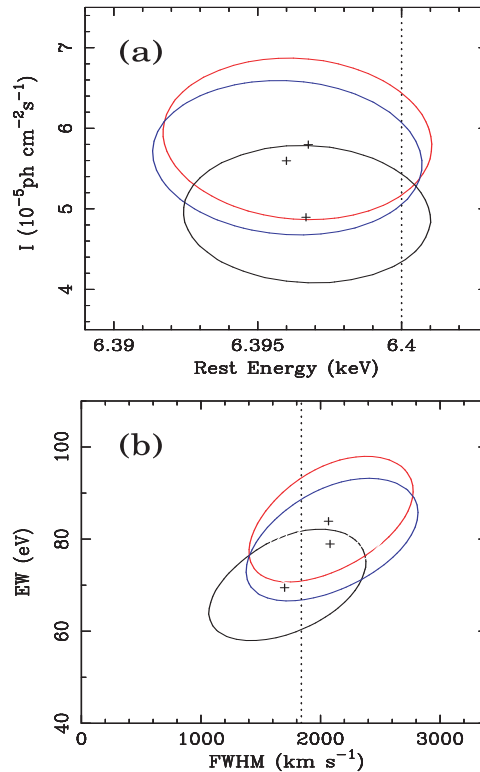 (a)
I (10⁻⁵ph cm⁻²s⁻¹)
7
6
5
4
6.39 6.395 6.4
Rest Energy (keV)
(b)
EW (eV)
100
80
60
40
0 1000 2000 3000
FWHM (km s⁻¹)